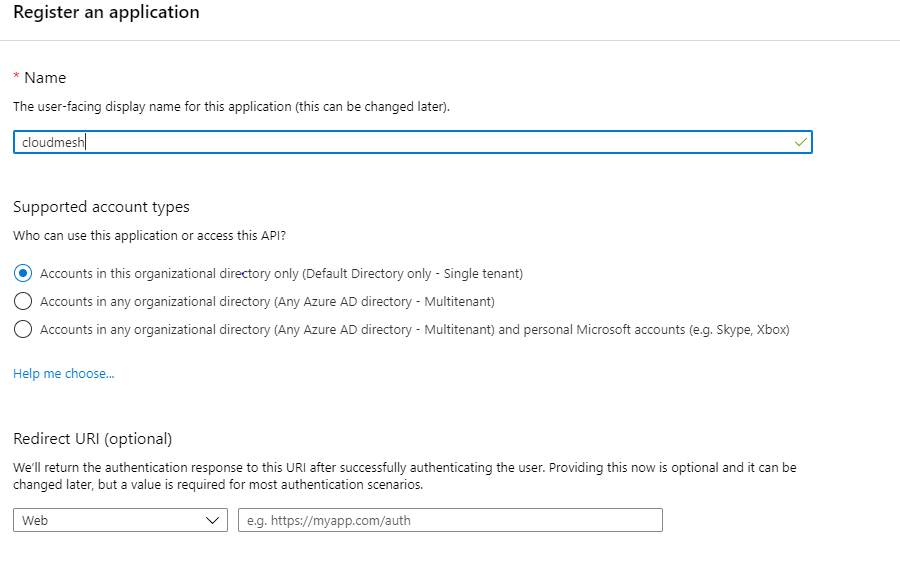 Register an application
* Name
The user-facing display name for this application (this can be changed later).
cloudmesh
Supported account types
Who can use this application or access this API?
Accounts in this organizational directory only (Default Directory only - Single tenant)
Accounts in any organizational directory (Any Azure AD directory - Multitenant)
Accounts in any organizational directory (Any Azure AD directory - Multitenant) and personal Microsoft accounts (e.g. Skype, Xbox)
Help me choose...
Redirect URI (optional)
We'll return the authentication response to this URI after successfully authenticating the user. Providing this now is optional and it can be
changed later, but a value is required for most authentication scenarios.
Web
e.g. https://myapp.com/auth